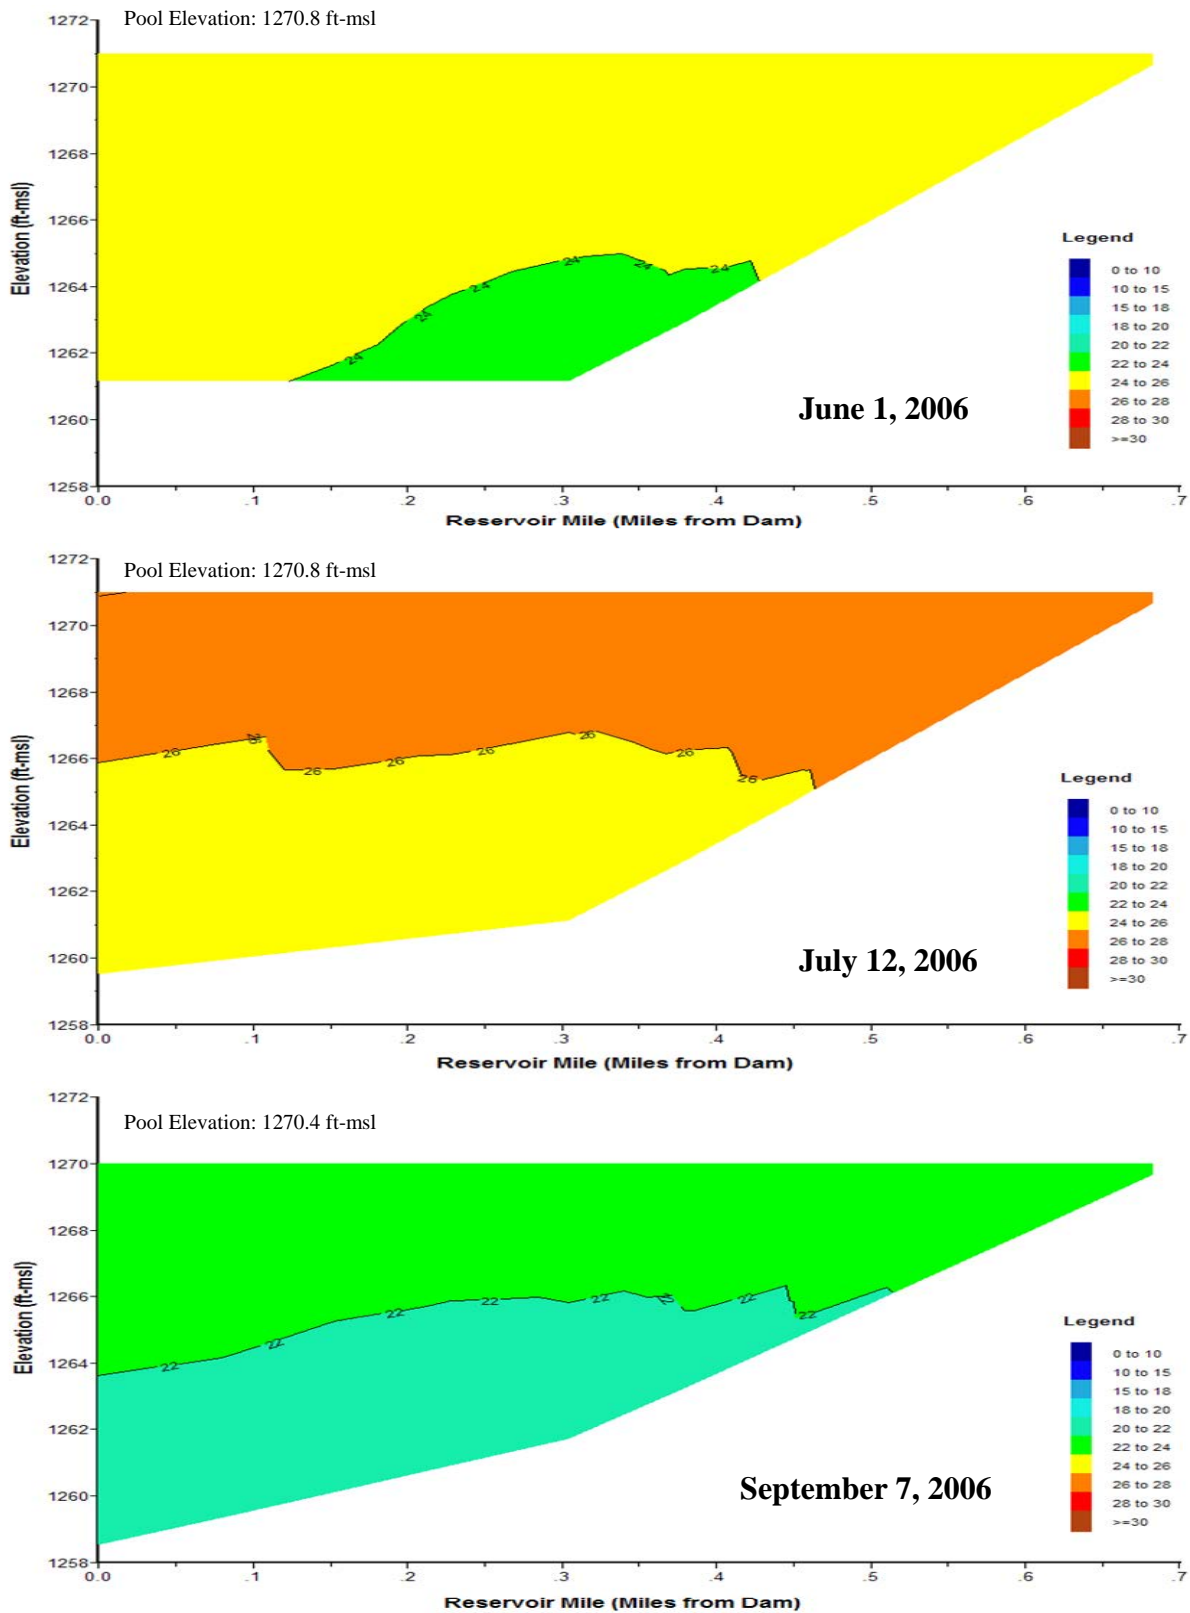 Pool Elevation: 1270.8 ft-msl
1272
1270
1268
1266
1264
1262
1260
1258
Elevation (ft-msl)
24 24 24 24 24 24
Legend
0 to 10
10 to 15
15 to 18
18 to 20
20 to 22
22 to 24
24 to 26
26 to 28
28 to 30
>=30
June 1, 2006
0.0 .1 .2 .3 .4 .5 .6 .7
Reservoir Mile (Miles from Dam)
Pool Elevation: 1270.8 ft-msl
1272
1270
1268
1266
1264
1262
1260
1258
Elevation (ft-msl)
26 26 26 26 26 26 26 26
Legend
0 to 10
10 to 15
15 to 18
18 to 20
20 to 22
22 to 24
24 to 26
26 to 28
28 to 30
>=30
July 12, 2006
0.0 .1 .2 .3 .4 .5 .6 .7
Reservoir Mile (Miles from Dam)
Pool Elevation: 1270.4 ft-msl
1272
1270
1268
1266
1264
1262
1260
1258
Elevation (ft-msl)
22 22 22 22 22 22 22 22
Legend
0 to 10
10 to 15
15 to 18
18 to 20
20 to 22
22 to 24
24 to 26
26 to 28
28 to 30
>=30
September 7, 2006
0.0 .1 .2 .3 .4 .5 .6 .7
Reservoir Mile (Miles from Dam)